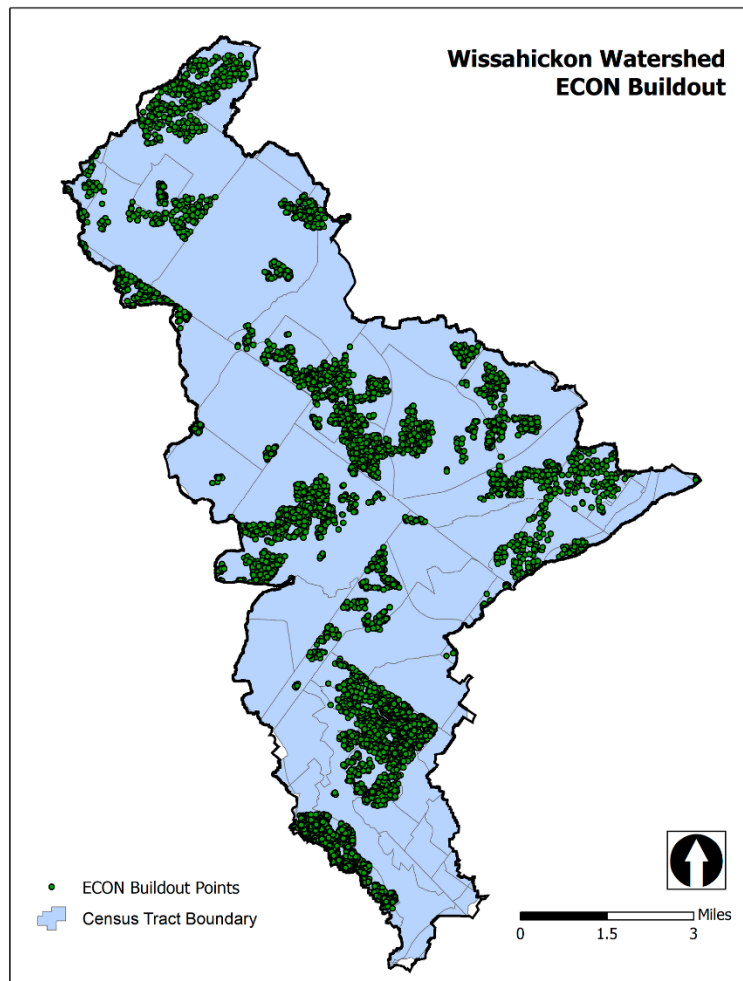 Wissahickon Watershed
ECON Buildout
ECON Buildout Points
Census Tract Boundary
Miles
0 1.5 3